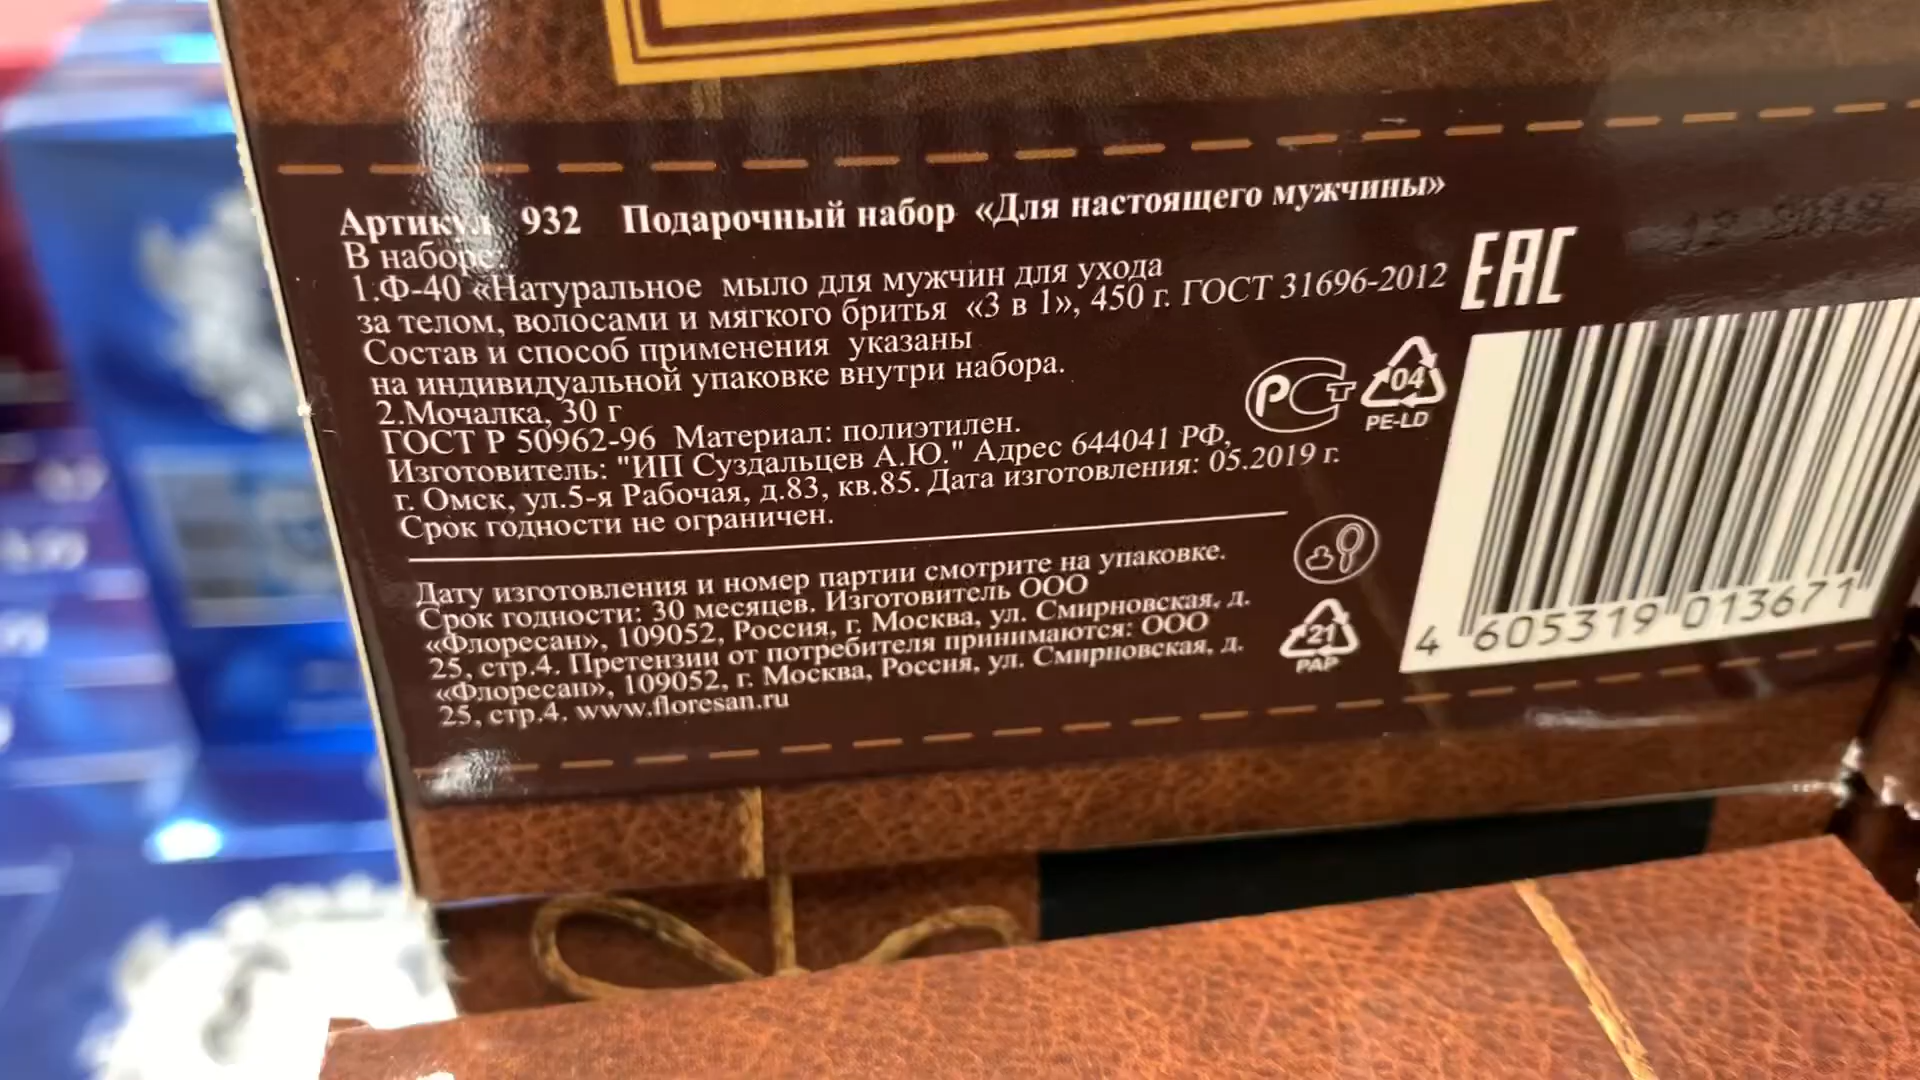 Артикул 932 Подарочный набор «Для настоящего мужчины»
В наборе:
1.Ф-40 «Натуральное мыло для мужчин для ухода
за телом, волосами и мягкого бритья «3 в 1», 450 г. ГОСТ 31696-2012
Состав и способ применения указаны
на индивидуальной упаковке внутри набора.
2.Мочалка, 30 г
ГОСТ Р 50962-96 Материал: полиэтилен.
Изготовитель: "ИП Суздальцев А.Ю." Адрес 644041 РФ,
г. Омск, ул.5-я Рабочая, д.83, кв.85. Дата изготовления: 05.2019 г.
Срок годности не ограничен.
Дату изготовления и номер партии смотрите на упаковке.
Срок годности: 30 месяцев. Изготовитель ООО
«Флоресан», 109052, Россия, г. Москва, ул. Смирновская, д.
25, стр.4. Претензии от потребителя принимаются: ООО
«Флоресан», 109052, г. Москва, Россия, ул. Смирновская, д.
25, стр.4. www.floresan.ru
EAC
РСТ
04
PE-LD
21
PAP
4 605319 013671